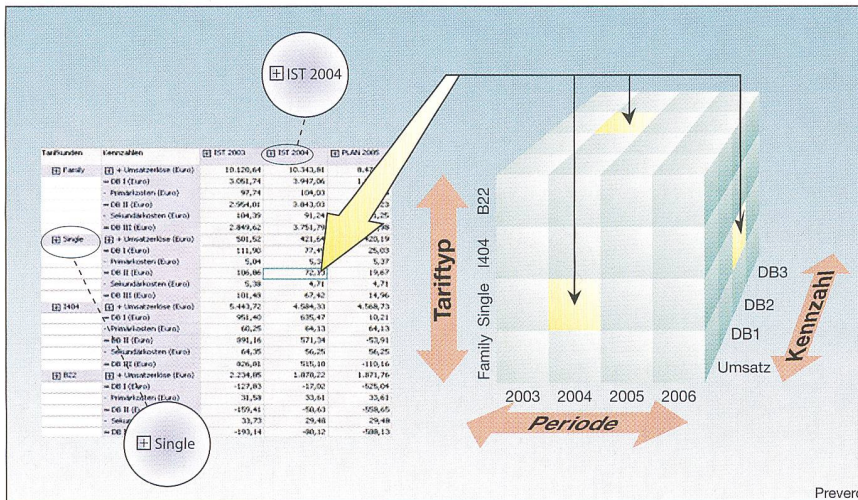 ⊞ IST 2004
Tarifkunden Kennzahlen ⊞ IST 2003 ⊞ IST 2004 ⊞ PLAN 2005
⊞ Family ⊞ + Umsatzerlöse (Euro) 10.120,64 10.343,81
= DB I (Euro) 3.051,74 3.947,06
- Primärkosten (Euro) 97,74 104,03
= DB II (Euro) 2.954,01 3.843,03
- Sekundärkosten (Euro) 104,39 91,24
= DB III (Euro) 2.849,62
⊞ Single ⊞ + Umsatzerlöse (Euro) 501,52 421,64 420,19
= DB I (Euro) 111,90 25,03
- Primärkosten (Euro) 5,04 5,37
= DB II (Euro) 106,86 72,13 19,67
- Sekundärkosten (Euro) 5,38 4,71 4,71
= DB III (Euro) 101,49 67,42 14,96
⊞ I404 ⊞ + Umsatzerlöse (Euro) 5.443,72 4.584,33 4.568,73
= DB I (Euro) 951,40 635,47 10,21
- Primärkosten (Euro) 60,25 64,13 64,13
= DB II (Euro) 891,16 571,34 -53,91
- Sekundärkosten (Euro) 64,35 56,25 56,25
= DB III (Euro) 826,81 515,10 -110,16
⊞ B22 ⊞ + Umsatzerlöse (Euro) 2.234,85 1.878,22 1.871,76
= DB I (Euro) -127,83 -17,02 -525,04
- Primärkosten (Euro) 31,58 33,61 33,61
= DB II -159,41 -50,63 -558,65
- Sekun 33,73 29,48 29,48
= DB -193,14 -80,12 -588,13
⊞ Single
Tariftyp
B22
I404
Single
Family
2003 2004 2005 2006
Periode
DB3
DB2
DB1
Umsatz
Kennzahl
Prevero